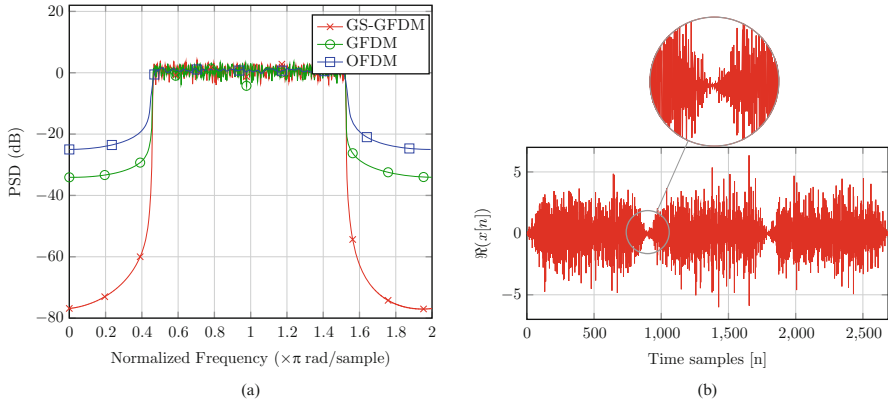 20
0
−20
−40
−60
−80
PSD (dB)
0 0.2 0.4 0.6 0.8 1 1.2 1.4 1.6 1.8 2
Normalized Frequency (×π rad/sample)
GS-GFDM
GFDM
OFDM
(a)
5
0
−5
ℜ(x[n])
0 500 1,000 1,500 2,000 2,500
Time samples [n]
(b)